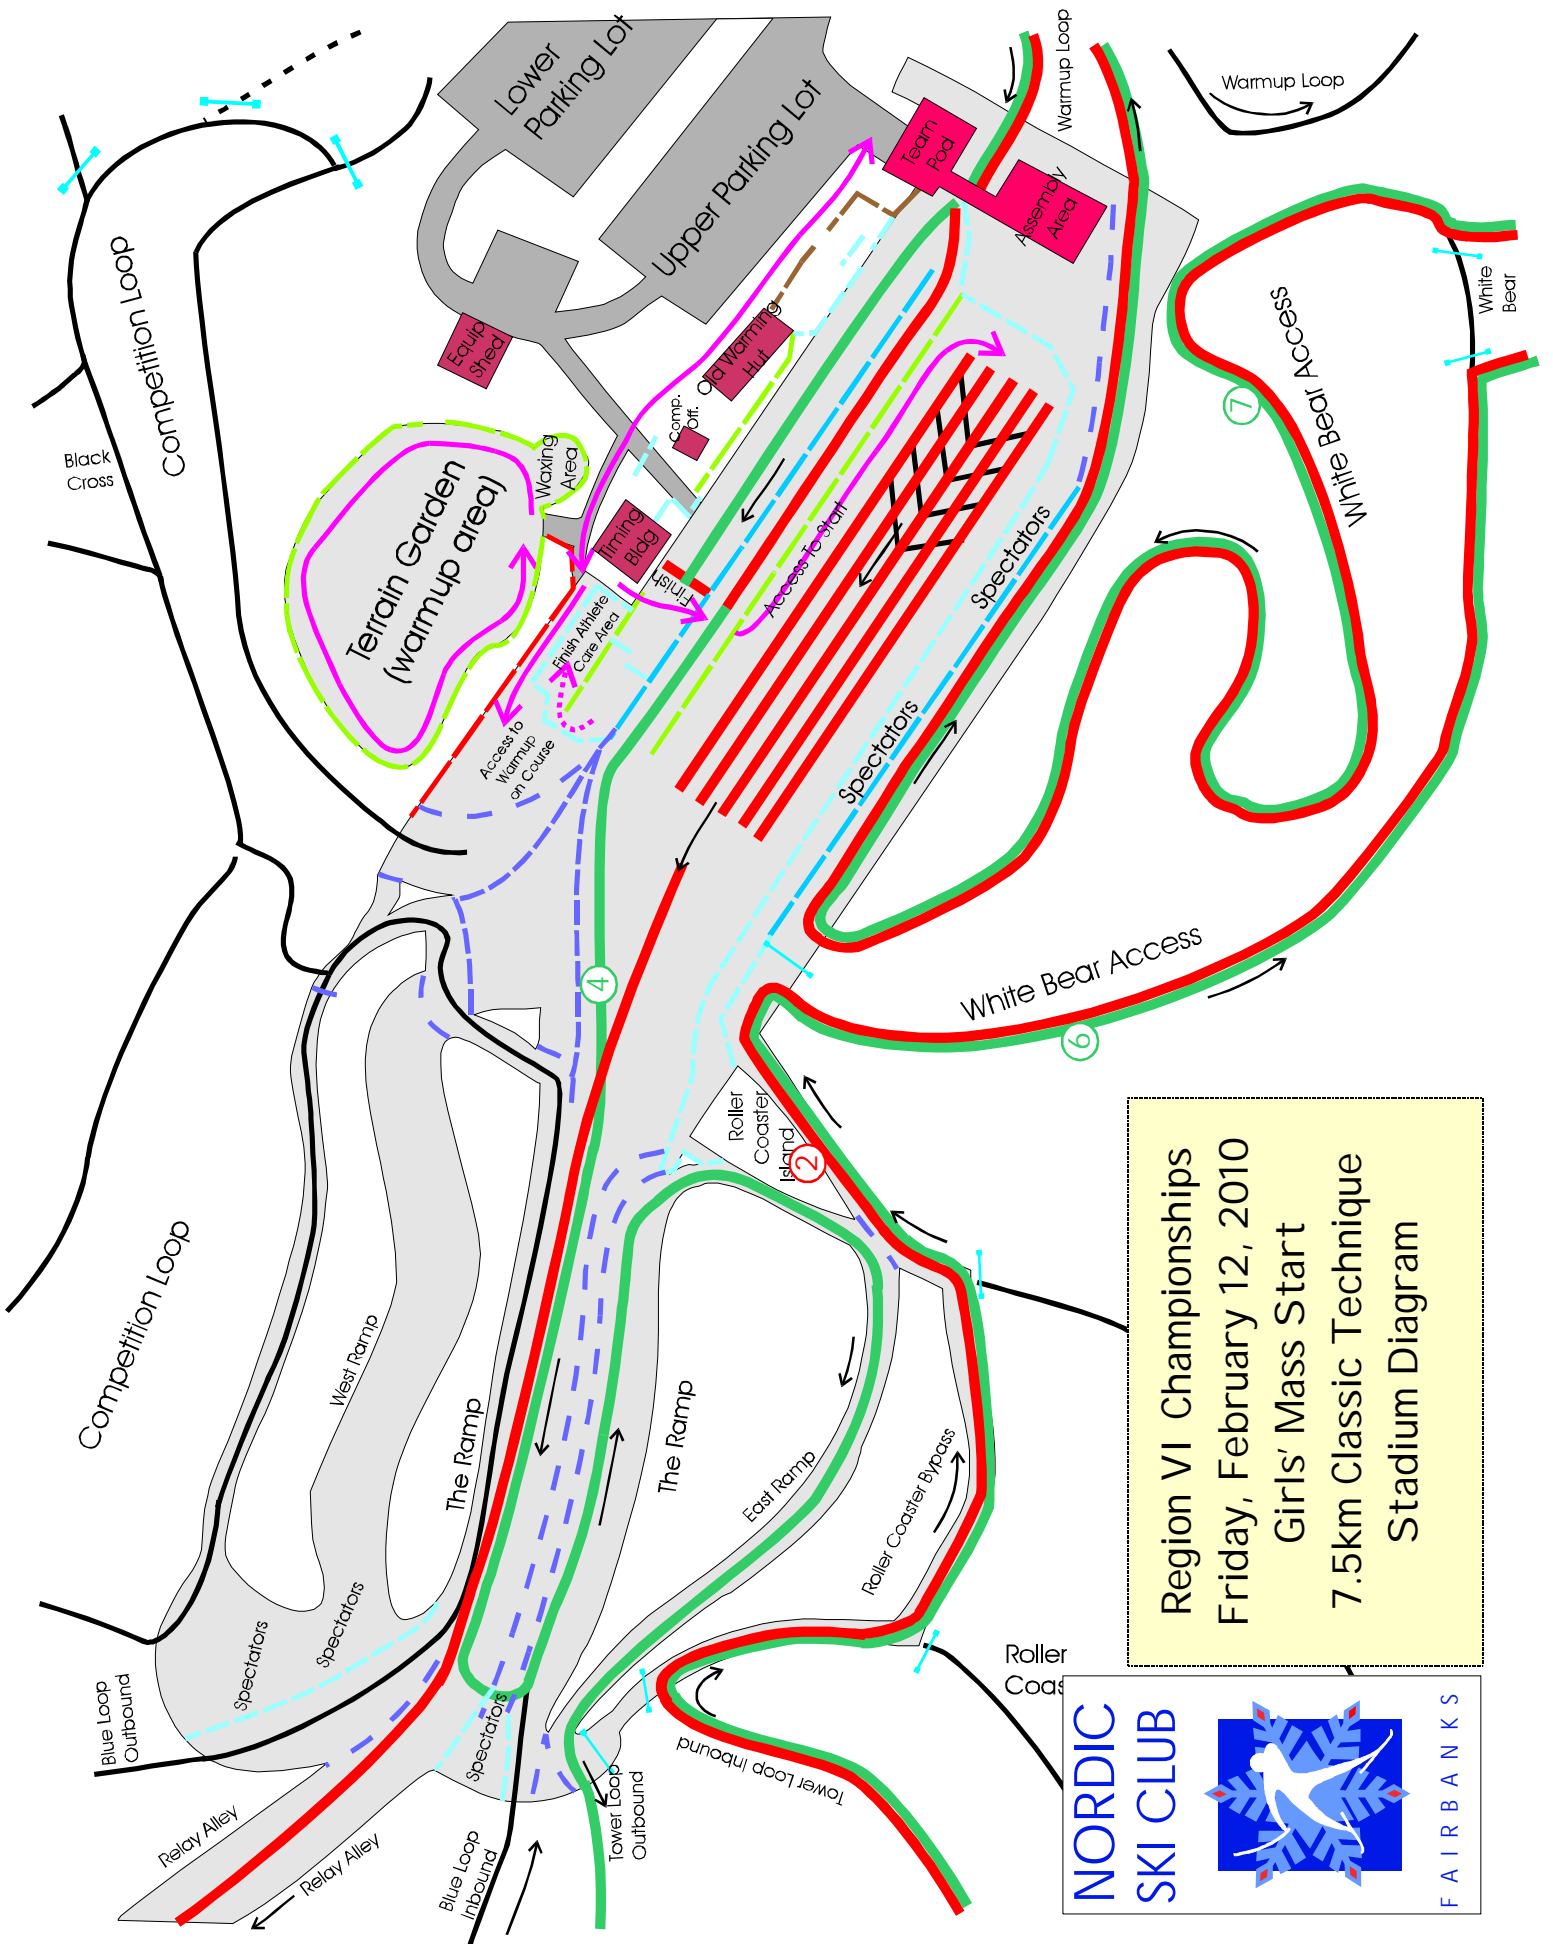 Lower
Parking Lot
Upper Parking Lot
Warmup Loop
Warmup Loop
Team
Pod
Assembly
Area
Competition Loop
Black
Cross
Equip
Shed
Old Warming
Hut
Comp.
Off.
Waxing
Area
Terrain Garden
(warmup area)
Timing
Bldg
Finish
Finish Athlete
Care Area
Access to
Warmup
on Course
Access To Start
Spectators
Spectators
White
Bear
White Bear Access
White Bear Access
7
4
6
2
White Bear Access
Roller
Coaster
Island
Competition Loop
West Ramp
The Ramp
The Ramp
East Ramp
Roller Coaster Bypass
Spectators
Spectators
Spectators
Blue Loop
Outbound
Relay Alley
Relay Alley
Blue Loop
Inbound
Tower Loop
Outbound
Tower Loop Inbound
Roller
Coas
Region VI Championships
Friday, February 12, 2010
Girls' Mass Start
7.5km Classic Technique
Stadium Diagram
NORDIC
SKI CLUB
FAIRBANKS